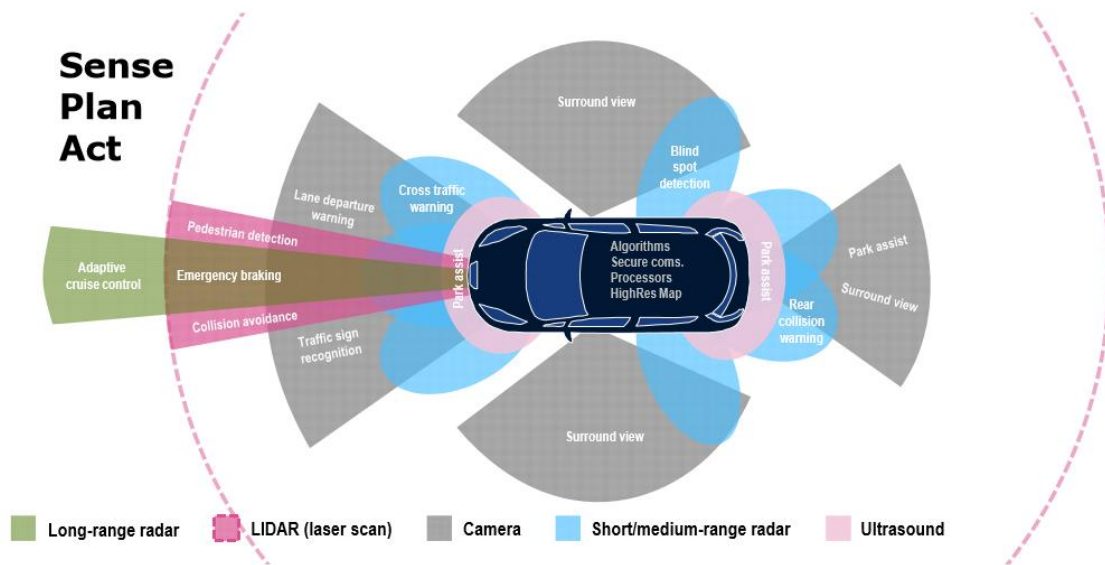 Sense
Plan
Act
Surround view
Blind
spot
detection
Cross traffic
warning
Lane departure
warning
Pedestrian detection
Adaptive
cruise control
Emergency braking
Collision avoidance
Traffic sign
recognition
Park assist
Algorithms
Secure coms.
Processors
HighRes Map
Park assist
Park assist
Surround view
Rear
collision
warning
Surround view
Long-range radar
LIDAR (laser scan)
Camera
Short/medium-range radar
Ultrasound